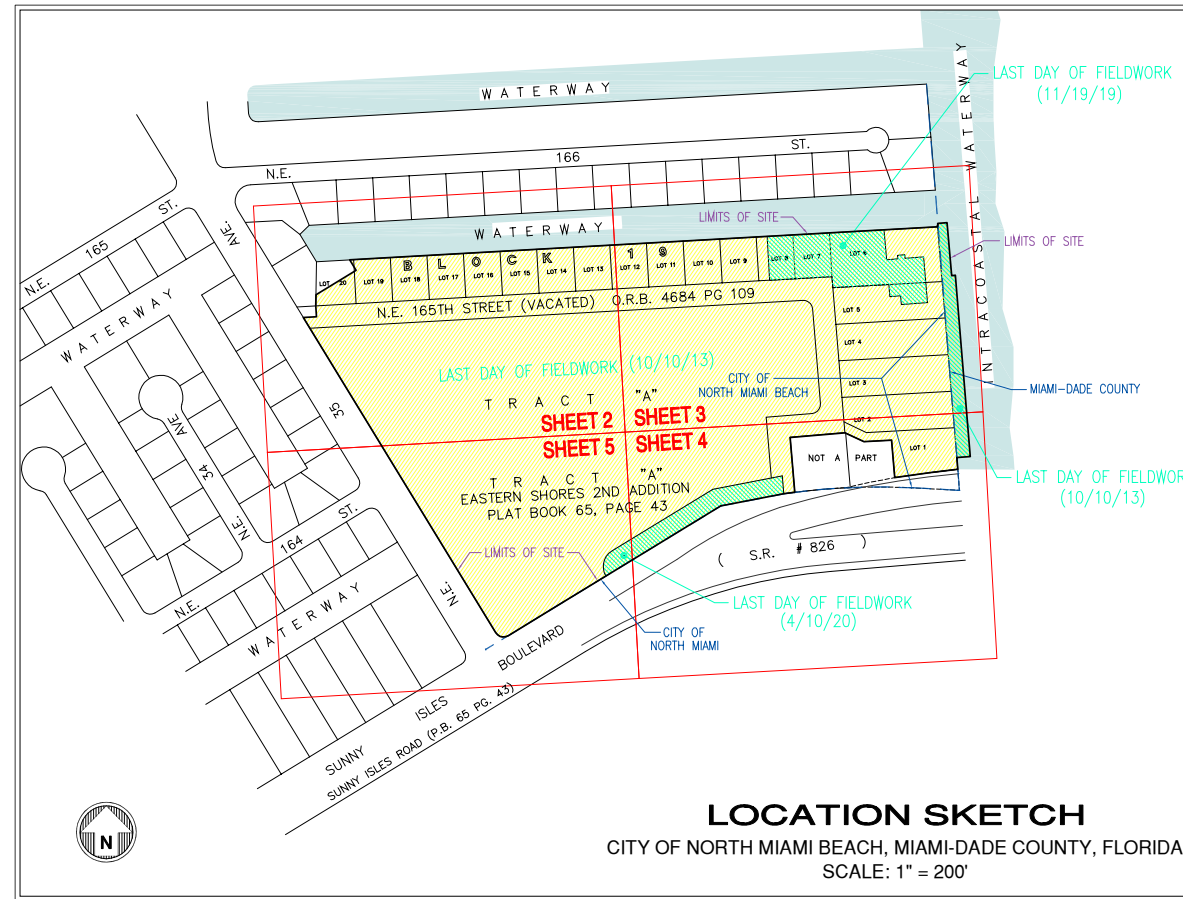 WATERWAY
LAST DAY OF FIELDWORK
(11/19/19)
INTRACOASTAL WATERWAY
N.E. 166 ST.
N.E. 165 ST.
WATERWAY
LIMITS OF SITE
LIMITS OF SITE
BLOCK 19
LOT 20
LOT 19
LOT 18
LOT 17
LOT 16
LOT 15
LOT 14
LOT 13
LOT 12
LOT 11
LOT 10
LOT 9
LOT 8
LOT 7
LOT 6
N.E. 165TH STREET (VACATED) O.R.B. 4684 PG 109
LOT 5
LOT 4
LOT 3
LOT 2
LOT 1
WATERWAY
N.E. 35 AVE.
N.E. 34 AVE
LAST DAY OF FIELDWORK (10/10/13)
CITY OF
NORTH MIAMI BEACH
MIAMI-DADE COUNTY
TRACT "A"
SHEET 2
SHEET 3
SHEET 5
SHEET 4
NOT A PART
TRACT "A"
EASTERN SHORES 2ND ADDITION
PLAT BOOK 65, PAGE 43
LAST DAY OF FIELDWOR
(10/10/13)
N.E. 164 ST.
LIMITS OF SITE
( S.R. # 826 )
WATERWAY
LAST DAY OF FIELDWORK
(4/10/20)
CITY OF
NORTH MIAMI
SUNNY ISLES BOULEVARD
SUNNY ISLES ROAD (P.B. 65 PG. 43)
N
LOCATION SKETCH
CITY OF NORTH MIAMI BEACH, MIAMI-DADE COUNTY, FLORIDA
SCALE: 1" = 200'